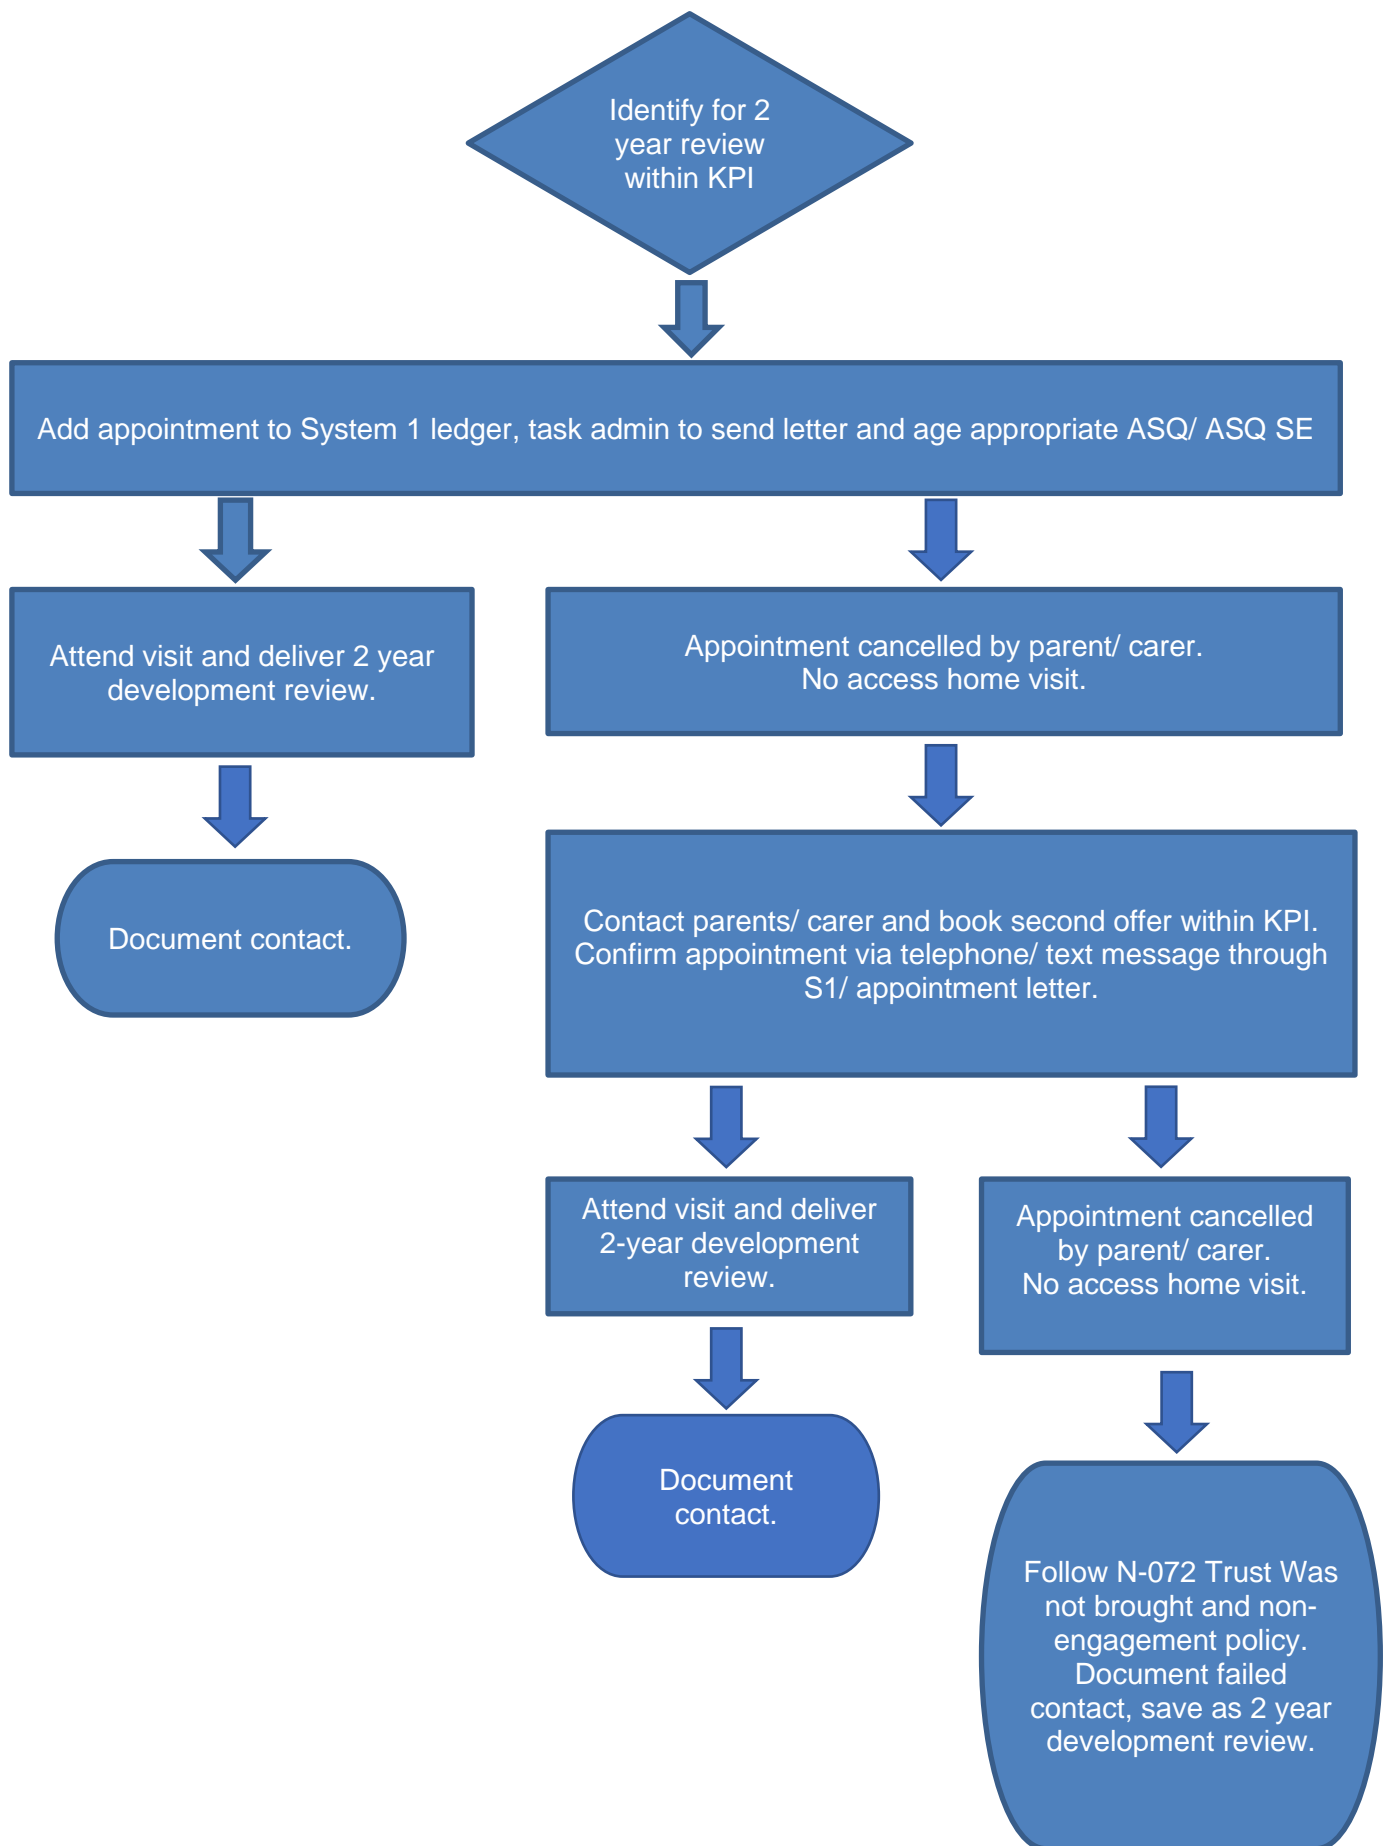 Identify for 2
year review
within KPI
Add appointment to System 1 ledger, task admin to send letter and age appropriate ASQ/ ASQ SE
Attend visit and deliver 2 year
development review.
Appointment cancelled by parent/ carer.
No access home visit.
Document contact.
Contact parents/ carer and book second offer within KPI.
Confirm appointment via telephone/ text message through
S1/ appointment letter.
Attend visit and deliver
2-year development
review.
Appointment cancelled
by parent/ carer.
No access home visit.
Document
contact.
Follow N-072 Trust Was
not brought and non-
engagement policy.
Document failed
contact, save as 2 year
development review.